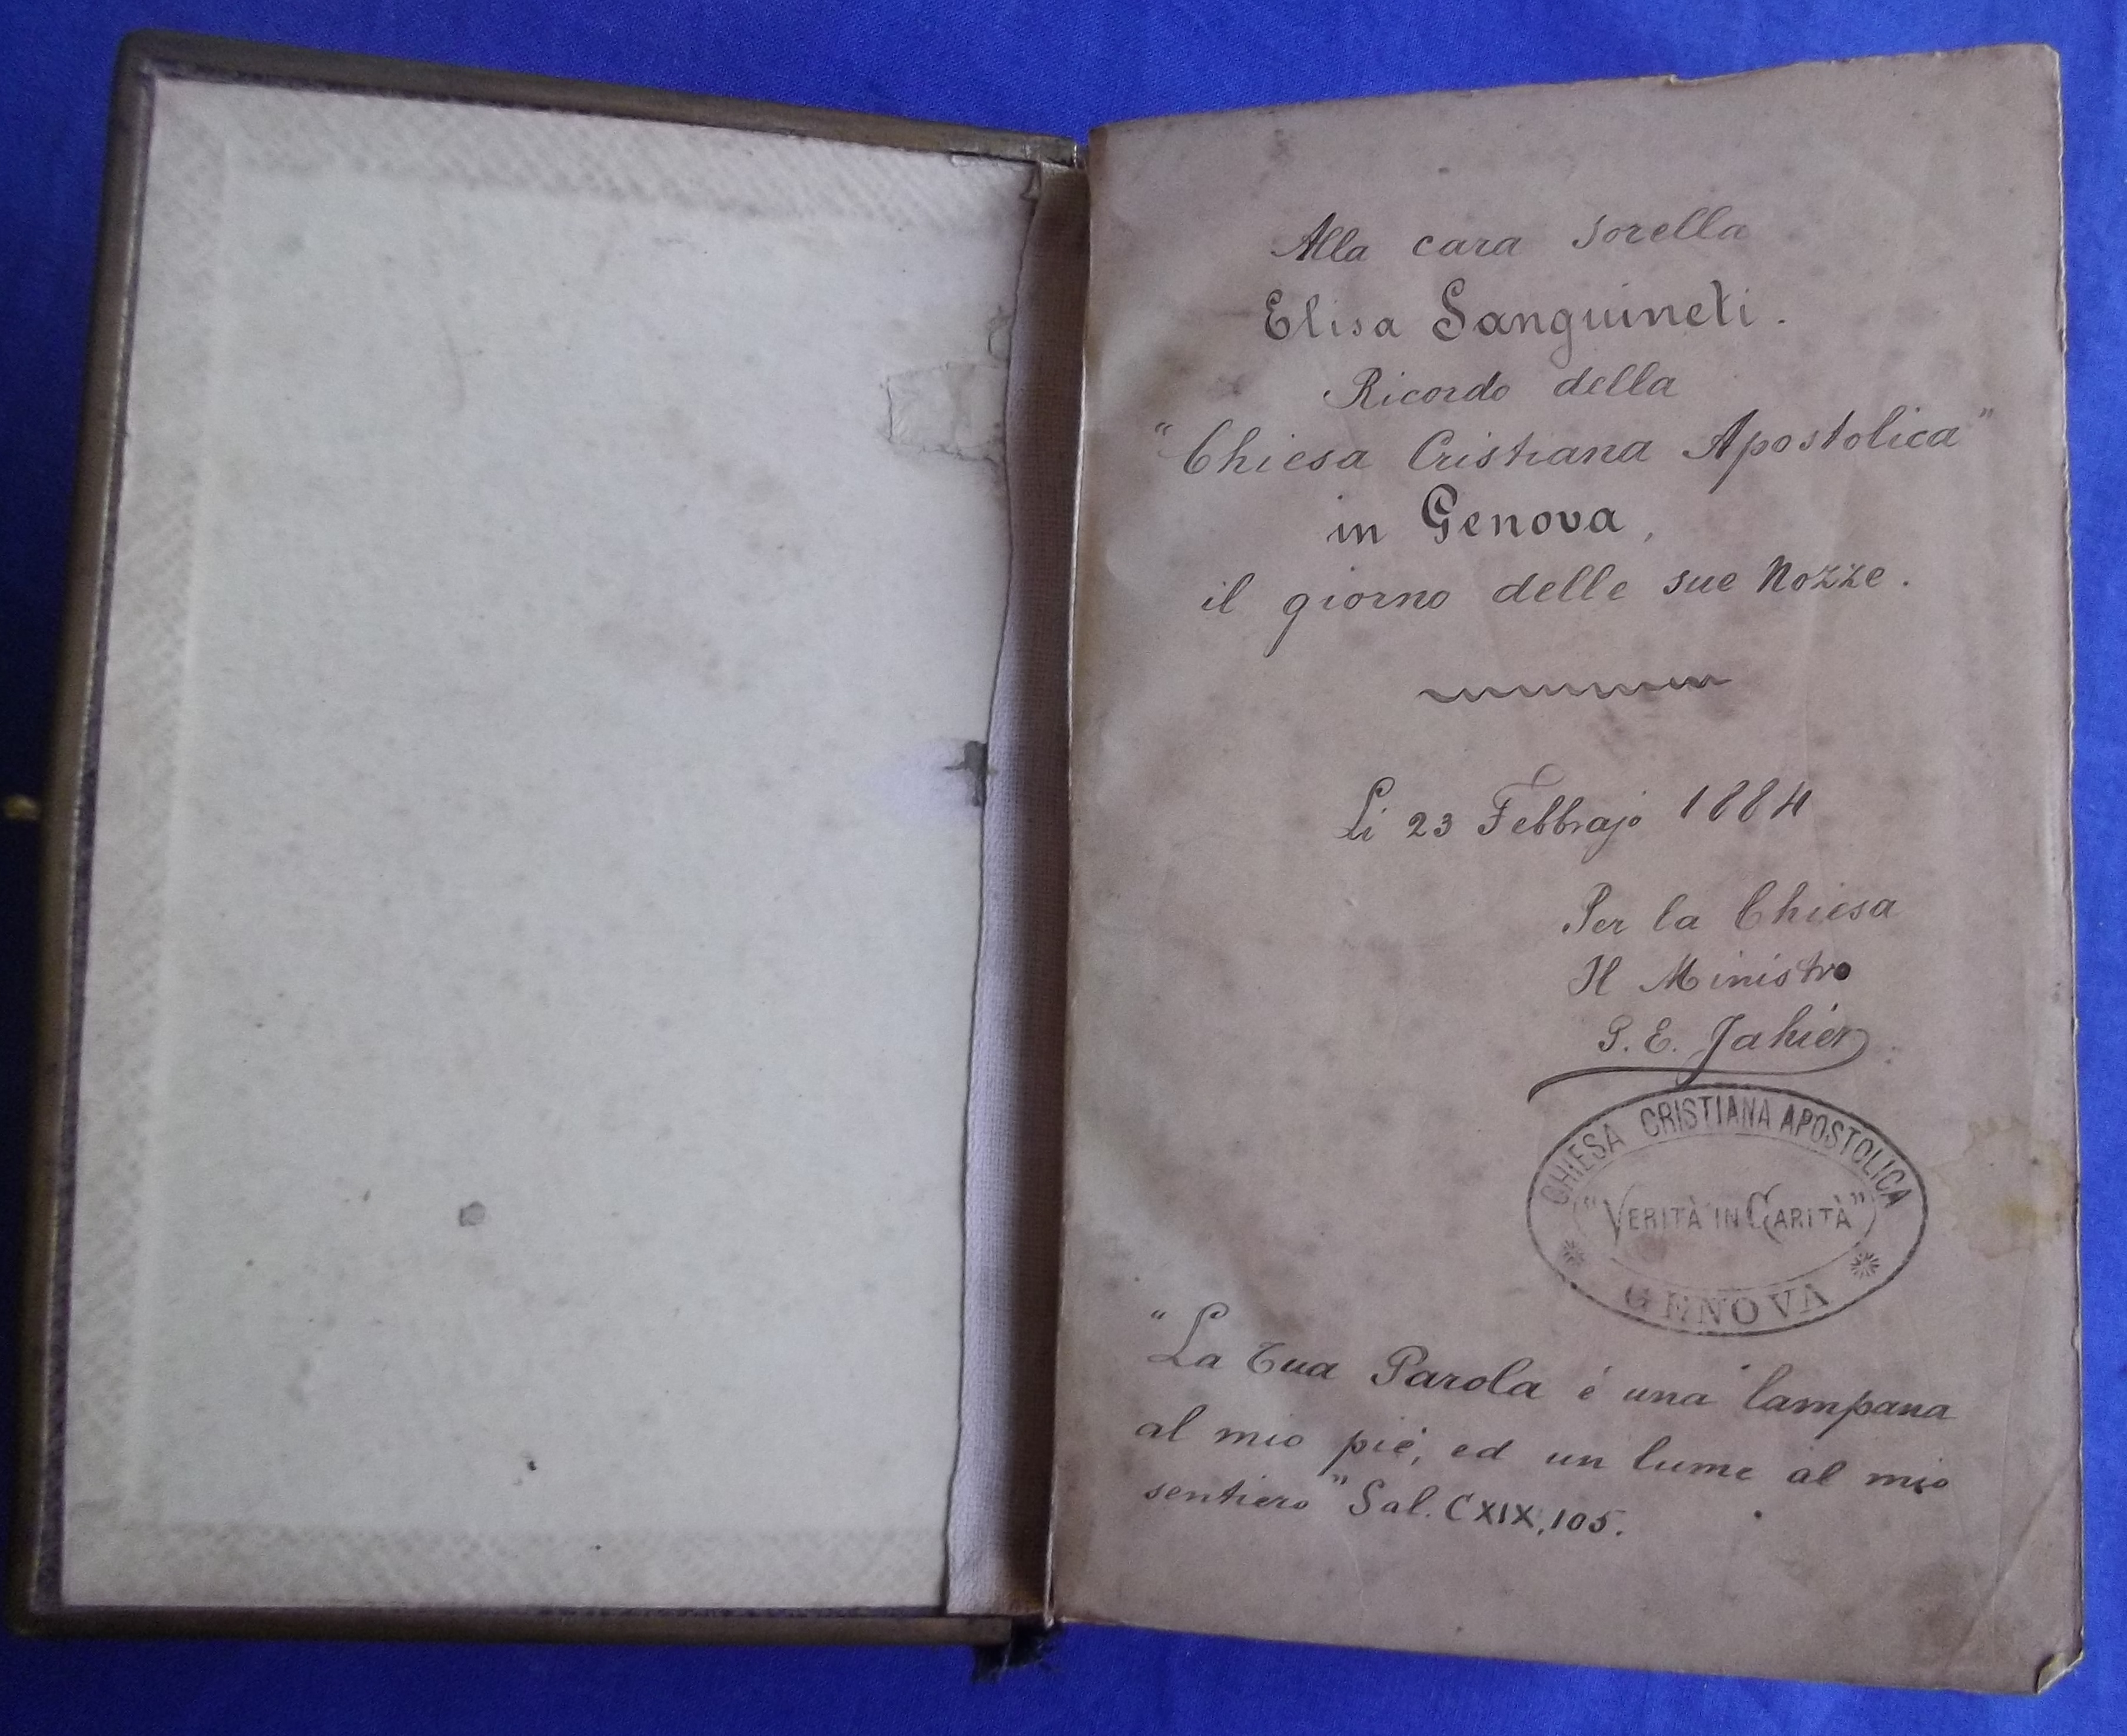 Alla cara sorella
Elisa Sanguineti.
Ricordo della
"Chiesa Cristiana Apostolica"
in Genova,
il giorno delle sue Nozze.
Li 23 Febbrajo 1884
Per la Chiesa
Il Ministro
P. E. Jahier
CHIESA CRISTIANA APOSTOLICA
"VERITÀ IN CARITÀ"
GENOVA
"La Tua Parola è una lampana
al mio piè, ed un lume al mio
sentiero" Sal. CXIX, 105.